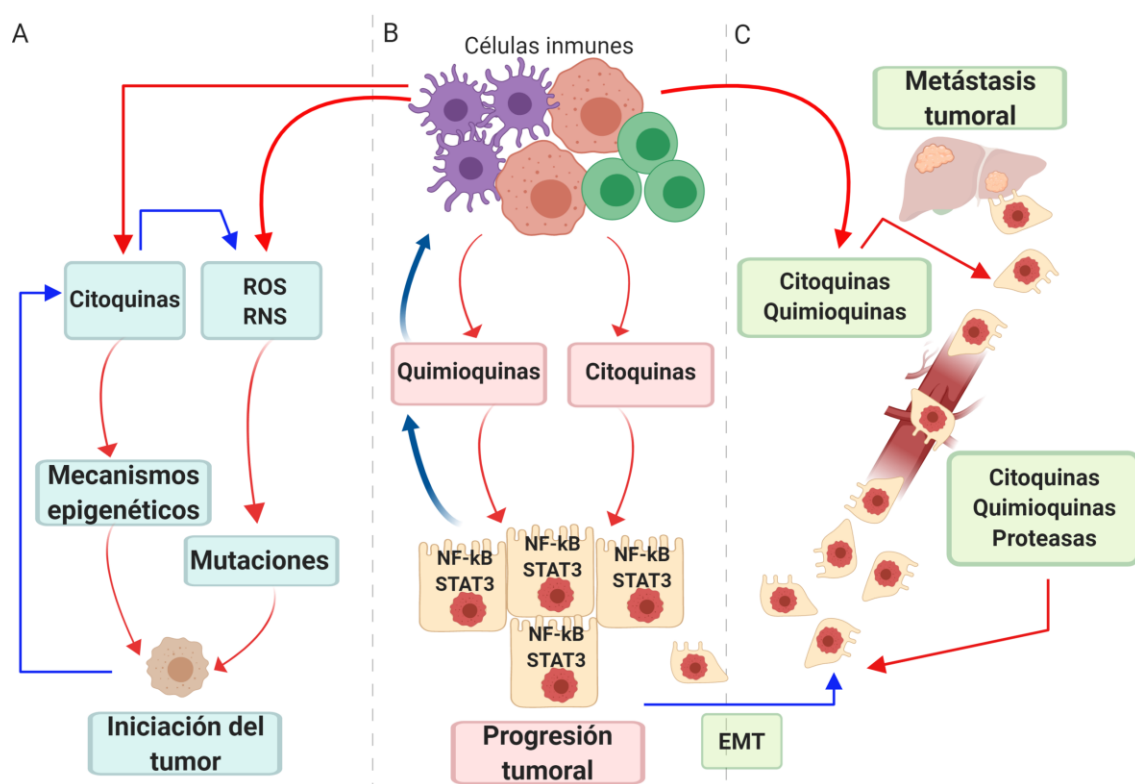 A
B
C
Células inmunes
Metástasis
tumoral
Citoquinas
ROS
RNS
Citoquinas
Quimioquinas
Quimioquinas
Citoquinas
Mecanismos
epigenéticos
Mutaciones
Citoquinas
Quimioquinas
Proteasas
NF-kB
STAT3
NF-kB
STAT3
NF-kB
STAT3
NF-kB
STAT3
Iniciación del
tumor
Progresión
tumoral
EMT